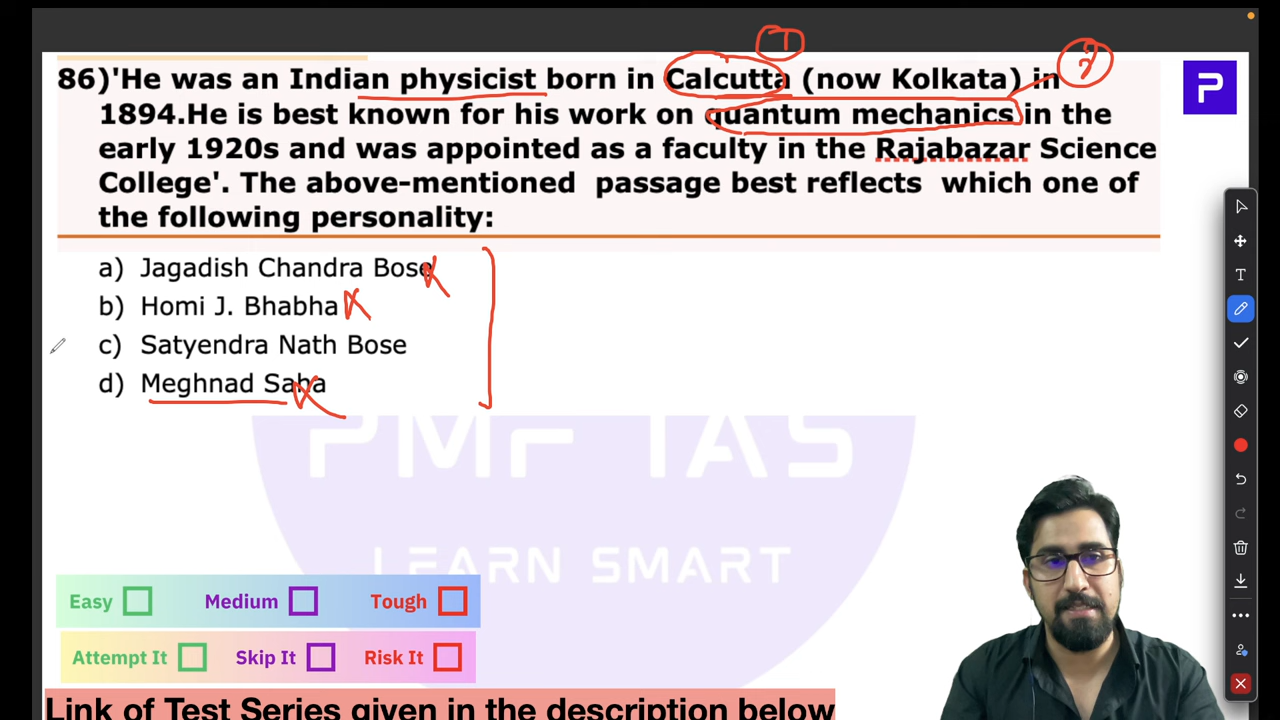 86)'He was an Indian physicist born in Calcutta (now Kolkata) in
1894.He is best known for his work on quantum mechanics in the
early 1920s and was appointed as a faculty in the Rajabazar Science
College'. The above-mentioned passage best reflects which one of
the following personality:
a) Jagadish Chandra Bose
b) Homi J. Bhabha
c) Satyendra Nath Bose
d) Meghnad Saha
PMF IAS
LEARN SMART
Easy Medium Tough
Attempt It Skip It Risk It
Link of Test Series given in the description below
P
1
2
T